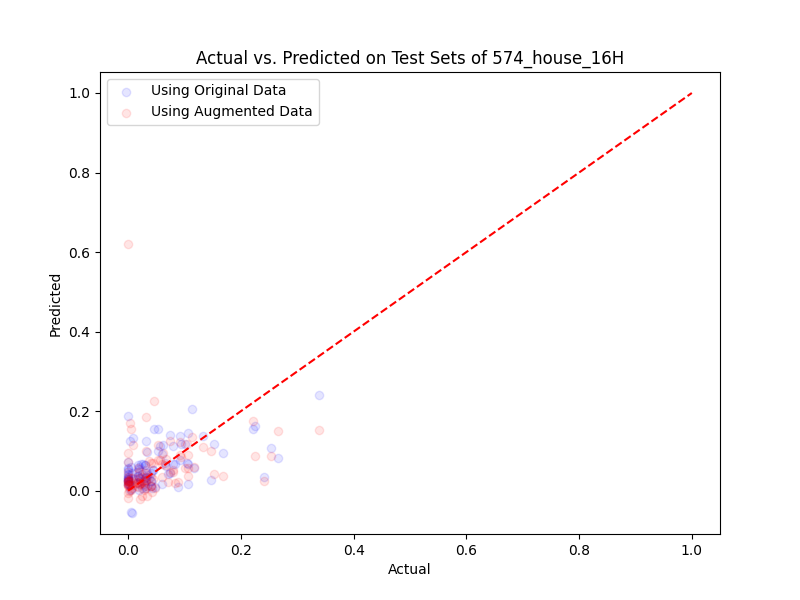 Actual vs. Predicted on Test Sets of 574_house_16H
Using Original Data
Using Augmented Data
Predicted
1.0
0.8
0.6
0.4
0.2
0.0
0.0 0.2 0.4 0.6 0.8 1.0
Actual